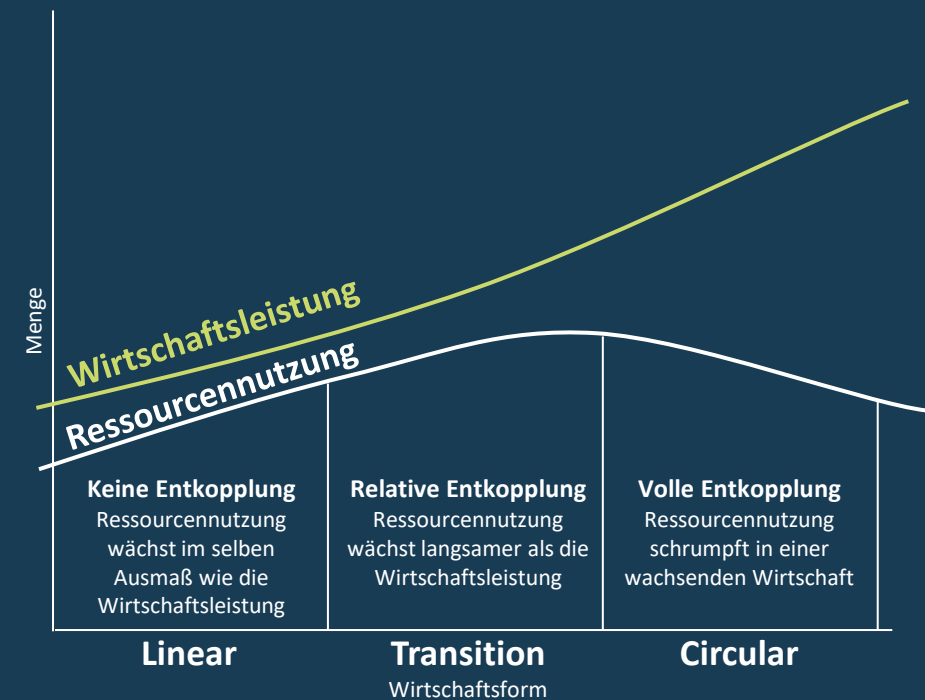 Menge
Wirtschaftsleistung
Ressourcennutzung
Keine Entkopplung
Ressourcennutzung
wächst im selben
Ausmaß wie die
Wirtschaftsleistung
Relative Entkopplung
Ressourcennutzung
wächst langsamer als die
Wirtschaftsleistung
Volle Entkopplung
Ressourcennutzung
schrumpft in einer
wachsenden Wirtschaft
Linear
Transition
Circular
Wirtschaftsform